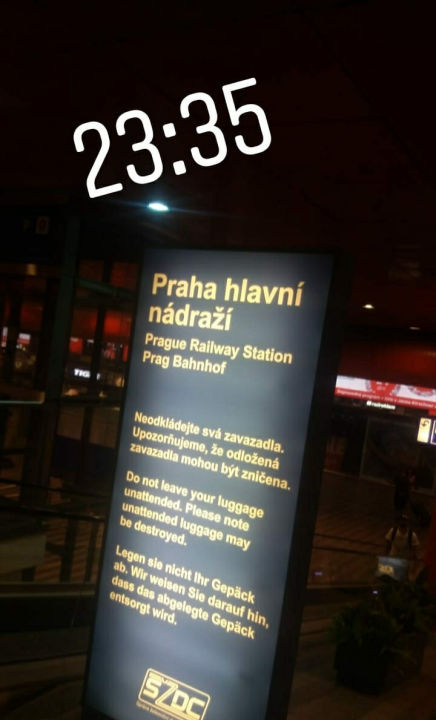 23:35
Praha hlavní
nádraží
Prague Railway Station
Prag Bahnhof
Neodkládejte svá zavazadla.
Upozorňujeme, že odložená
zavazadla mohou být zničena.
Do not leave your luggage
unattended. Please note
unattended luggage may
be destroyed.
Legen sie nicht Ihr Gepäck
ab. Wir weisen Sie darauf hin,
dass das abgelegte Gepäck
entsorgt wird.
SŽDC